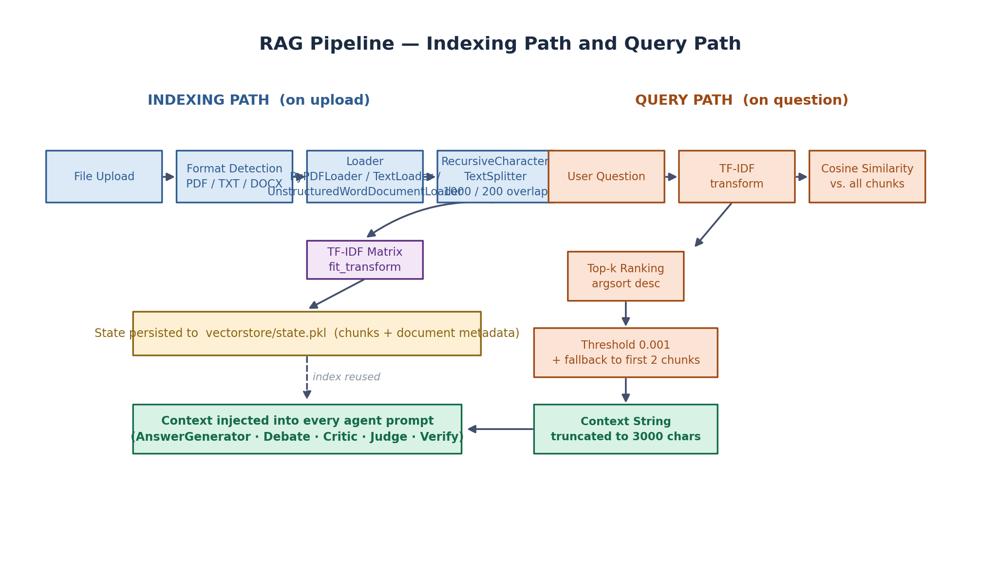 RAG Pipeline — Indexing Path and Query Path
INDEXING PATH  (on upload)
QUERY PATH  (on question)
File Upload
Format Detection
PDF / TXT / DOCX
Loader
PyPDFLoader / TextLoader /
UnstructuredWordDocumentLoader
RecursiveCharacter
TextSplitter
1000 / 200 overlap
User Question
TF-IDF
transform
Cosine Similarity
vs. all chunks
TF-IDF Matrix
fit_transform
Top-k Ranking
argsort desc
State persisted to  vectorstore/state.pkl  (chunks + document metadata)
Threshold 0.001
+ fallback to first 2 chunks
index reused
Context injected into every agent prompt
(AnswerGenerator · Debate · Critic · Judge · Verify)
Context String
truncated to 3000 chars